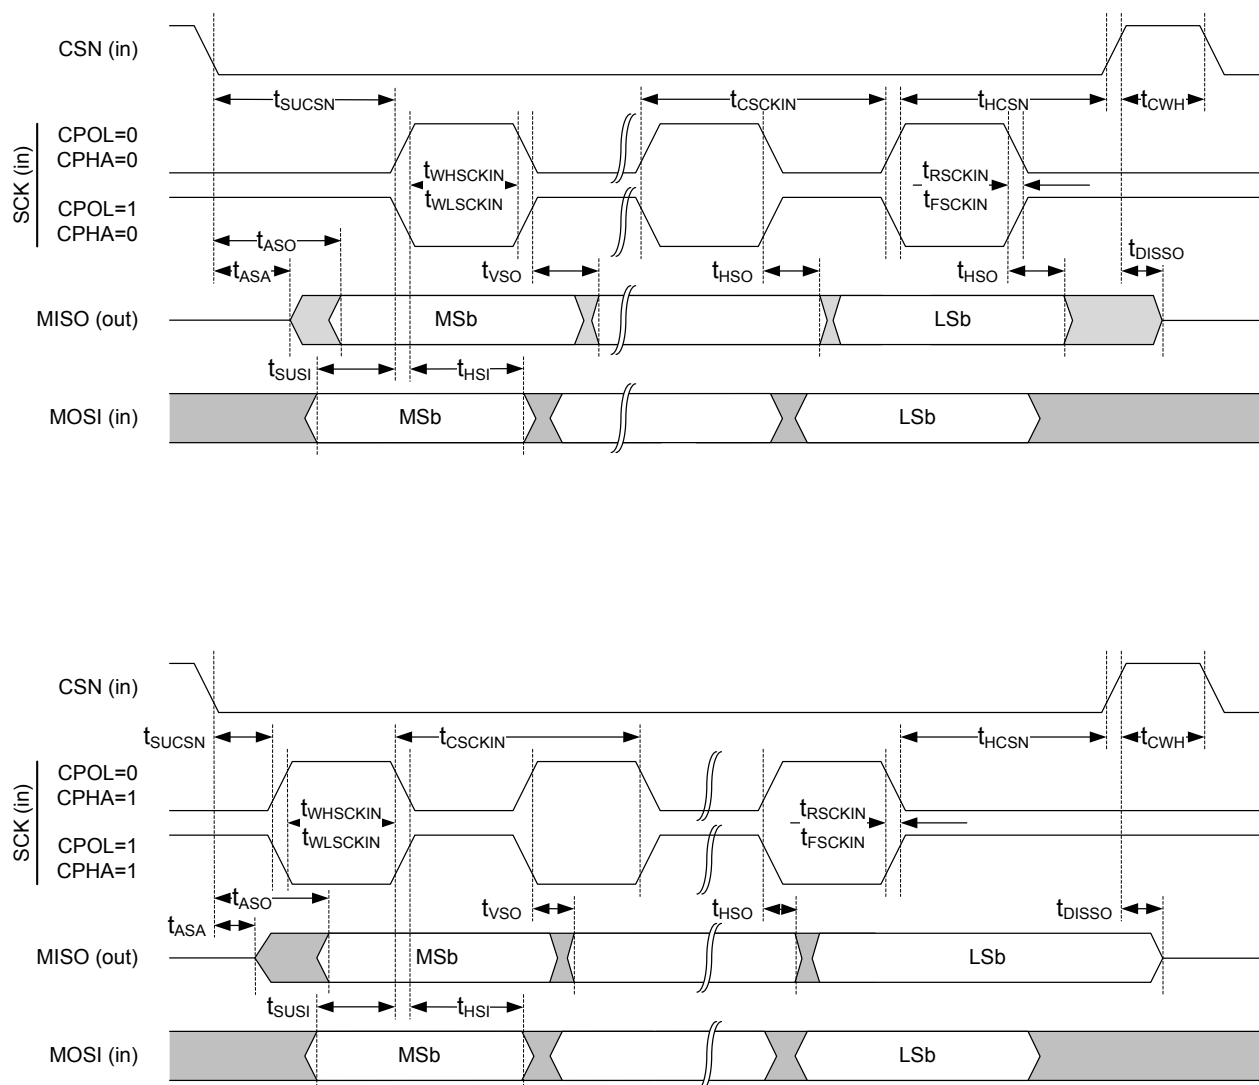 CSN (in)
tSUCSN
tCSCKIN
tHCSN
tCWH
SCK (in)
CPOL=0
CPHA=0
tWHSCKIN
tRSCKIN
CPOL=1
CPHA=0
tWLSCKIN
tFSCKIN
tASO
tASA
tVSO
tHSO
tHSO
tDISSO
MISO (out)
MSb
LSb
tSUSI
tHSI
MOSI (in)
MSb
LSb
CSN (in)
tSUCSN
tCSCKIN
tHCSN
tCWH
SCK (in)
CPOL=0
CPHA=1
tWHSCKIN
tRSCKIN
CPOL=1
CPHA=1
tWLSCKIN
tFSCKIN
tASO
tASA
tVSO
tHSO
tDISSO
MISO (out)
MSb
LSb
tSUSI
tHSI
MOSI (in)
MSb
LSb